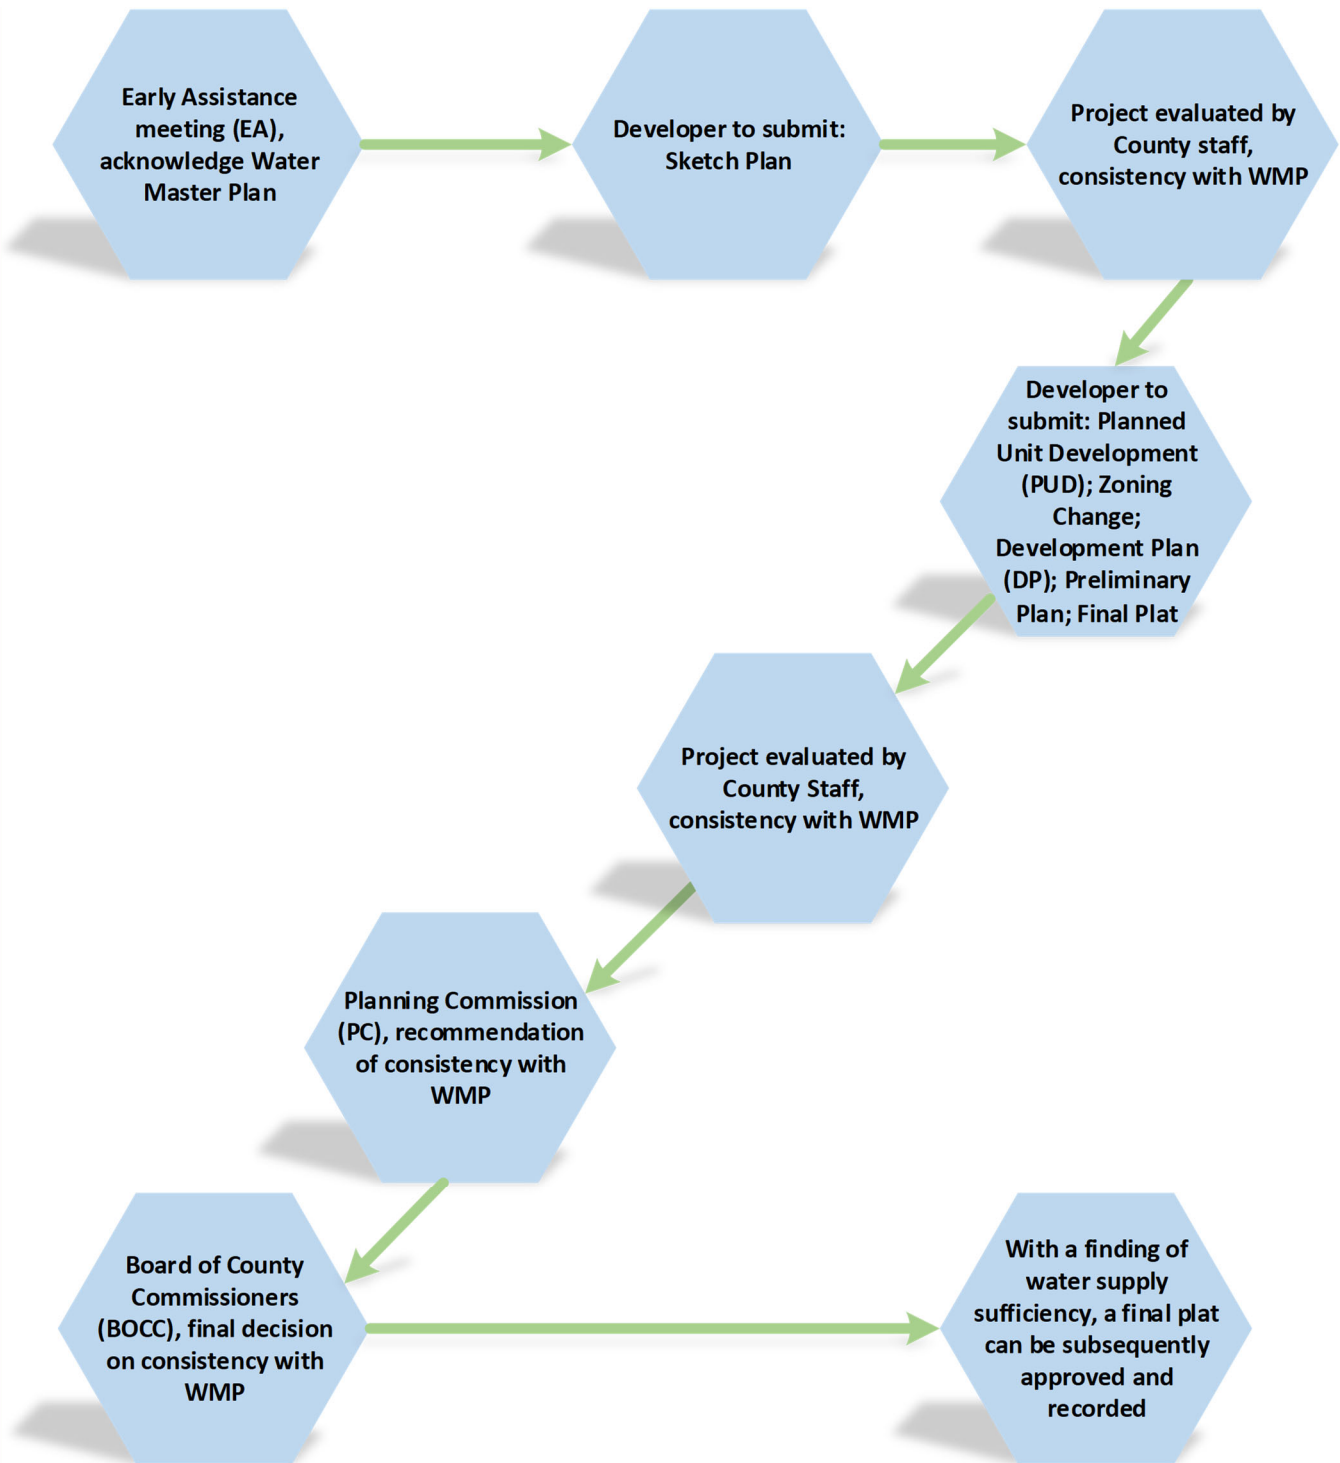 Early Assistance
meeting (EA),
acknowledge Water
Master Plan
Developer to submit:
Sketch Plan
Project evaluated by
County staff,
consistency with WMP
Developer to
submit: Planned
Unit Development
(PUD); Zoning
Change;
Development Plan
(DP); Preliminary
Plan; Final Plat
Project evaluated by
County Staff,
consistency with WMP
Planning Commission
(PC), recommendation
of consistency with
WMP
Board of County
Commissioners
(BOCC), final decision
on consistency with
WMP
With a finding of
water supply
sufficiency, a final plat
can be subsequently
approved and
recorded